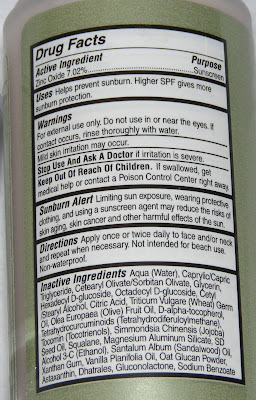 Drug Facts
Active Ingredient Purpose
Zinc Oxide 7.02%............Sunscreen
Uses Helps prevent sunburn. Higher SPF gives more
sunburn protection.
Warnings
For external use only. Do not use in or near the eyes. If
contact occurs, rinse thoroughly with water.
Mild skin irritation may occur.
Stop Use And Ask A Doctor if irritation is severe.
Keep Out Of Reach Of Children. If swallowed, get
medical help or contact a Poison Control Center right away.
Sunburn Alert Limiting sun exposure, wearing protective
clothing, and using a sunscreen agent may reduce the risks of
skin aging, skin cancer and other harmful effects of the sun.
Directions Apply once or twice daily to face and/or neck
and repeat when necessary. Not intended for beach use.
Non-waterproof.
Inactive Ingredients Aqua (Water), Caprylic/Capric
Triglyceride, Cetearyl Olivate/Sorbitan Olivate, Glycerin,
Hexadecyl D-glucoside, Octadecyl D-glucoside, Cetyl
Stearyl Alcohol, Citric Acid, Triticum Vulgare (Wheat) Germ
Oil, Olea Europaea (Olive) Fruit Oil, D-alpha-tocopherol,
Tetrahydrocurcuminoids (Tetrahydrodiferuloylmethane),
Tocomin (Tocotrienols), Simmondsia Chinensis (Jojoba)
Seed Oil, Squalane, Magnesium Aluminum Silicate, SD
Alcohol 3-C (Ethanol), Santalum Album (Sandalwood) Oil,
Xanthan Gum, Vanilla Planifolia Oil, Oat Glucan Powder,
Astaxanthin, Gluconolactone, Sodium Benzoate